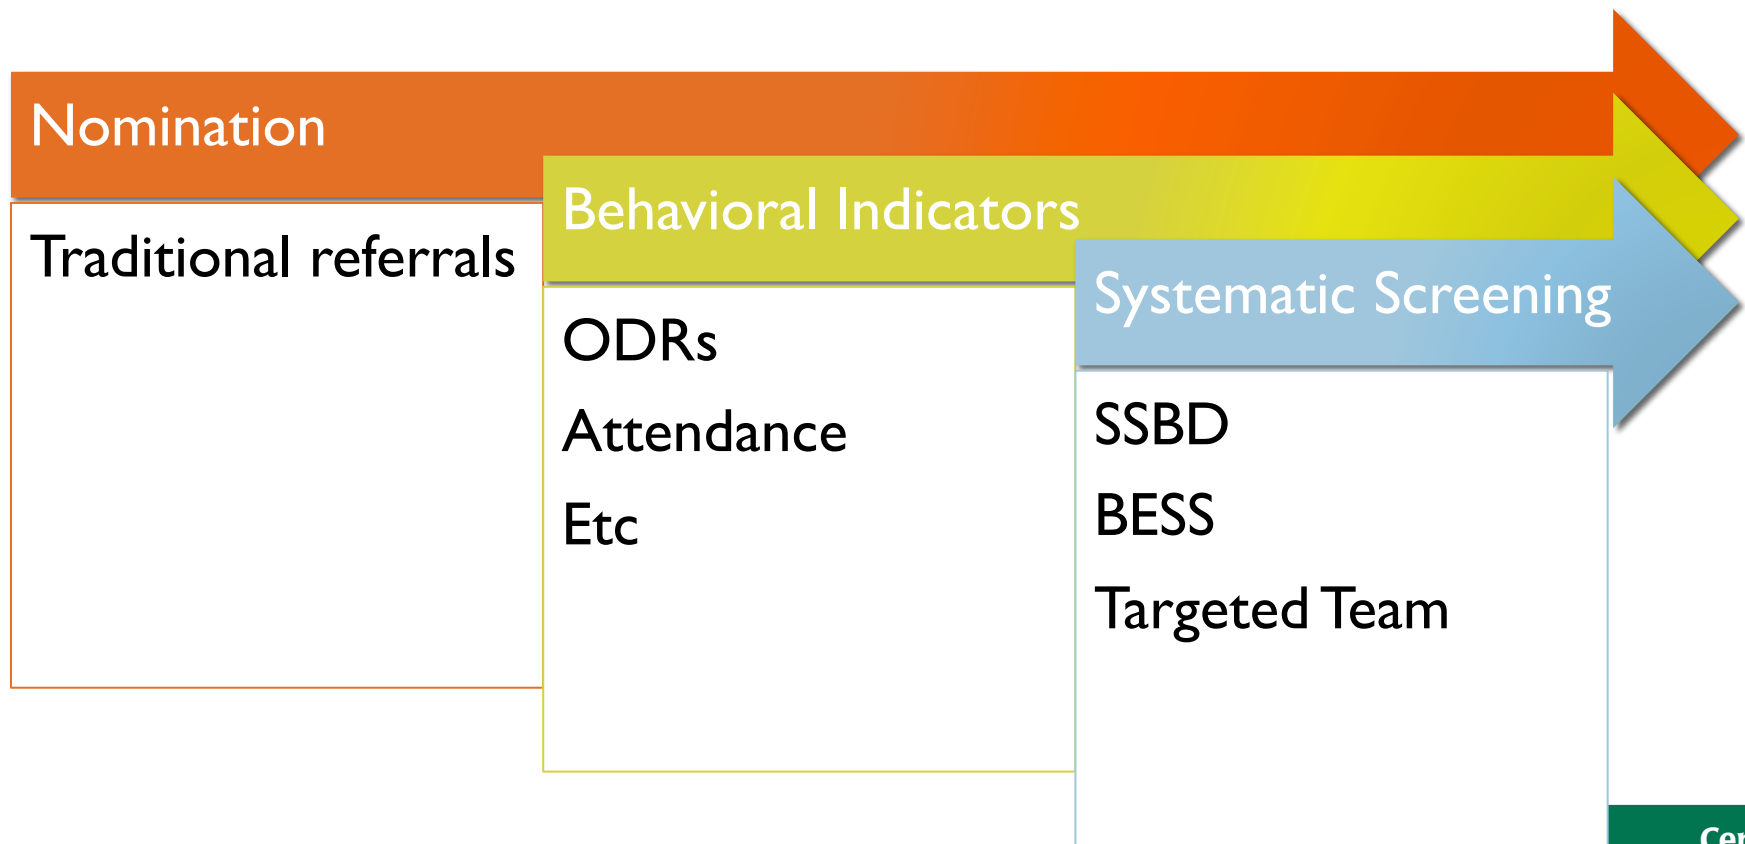 Nomination
Traditional referrals
Behavioral Indicators
ODRs
Attendance
Etc
Systematic Screening
SSBD
BESS
Targeted Team